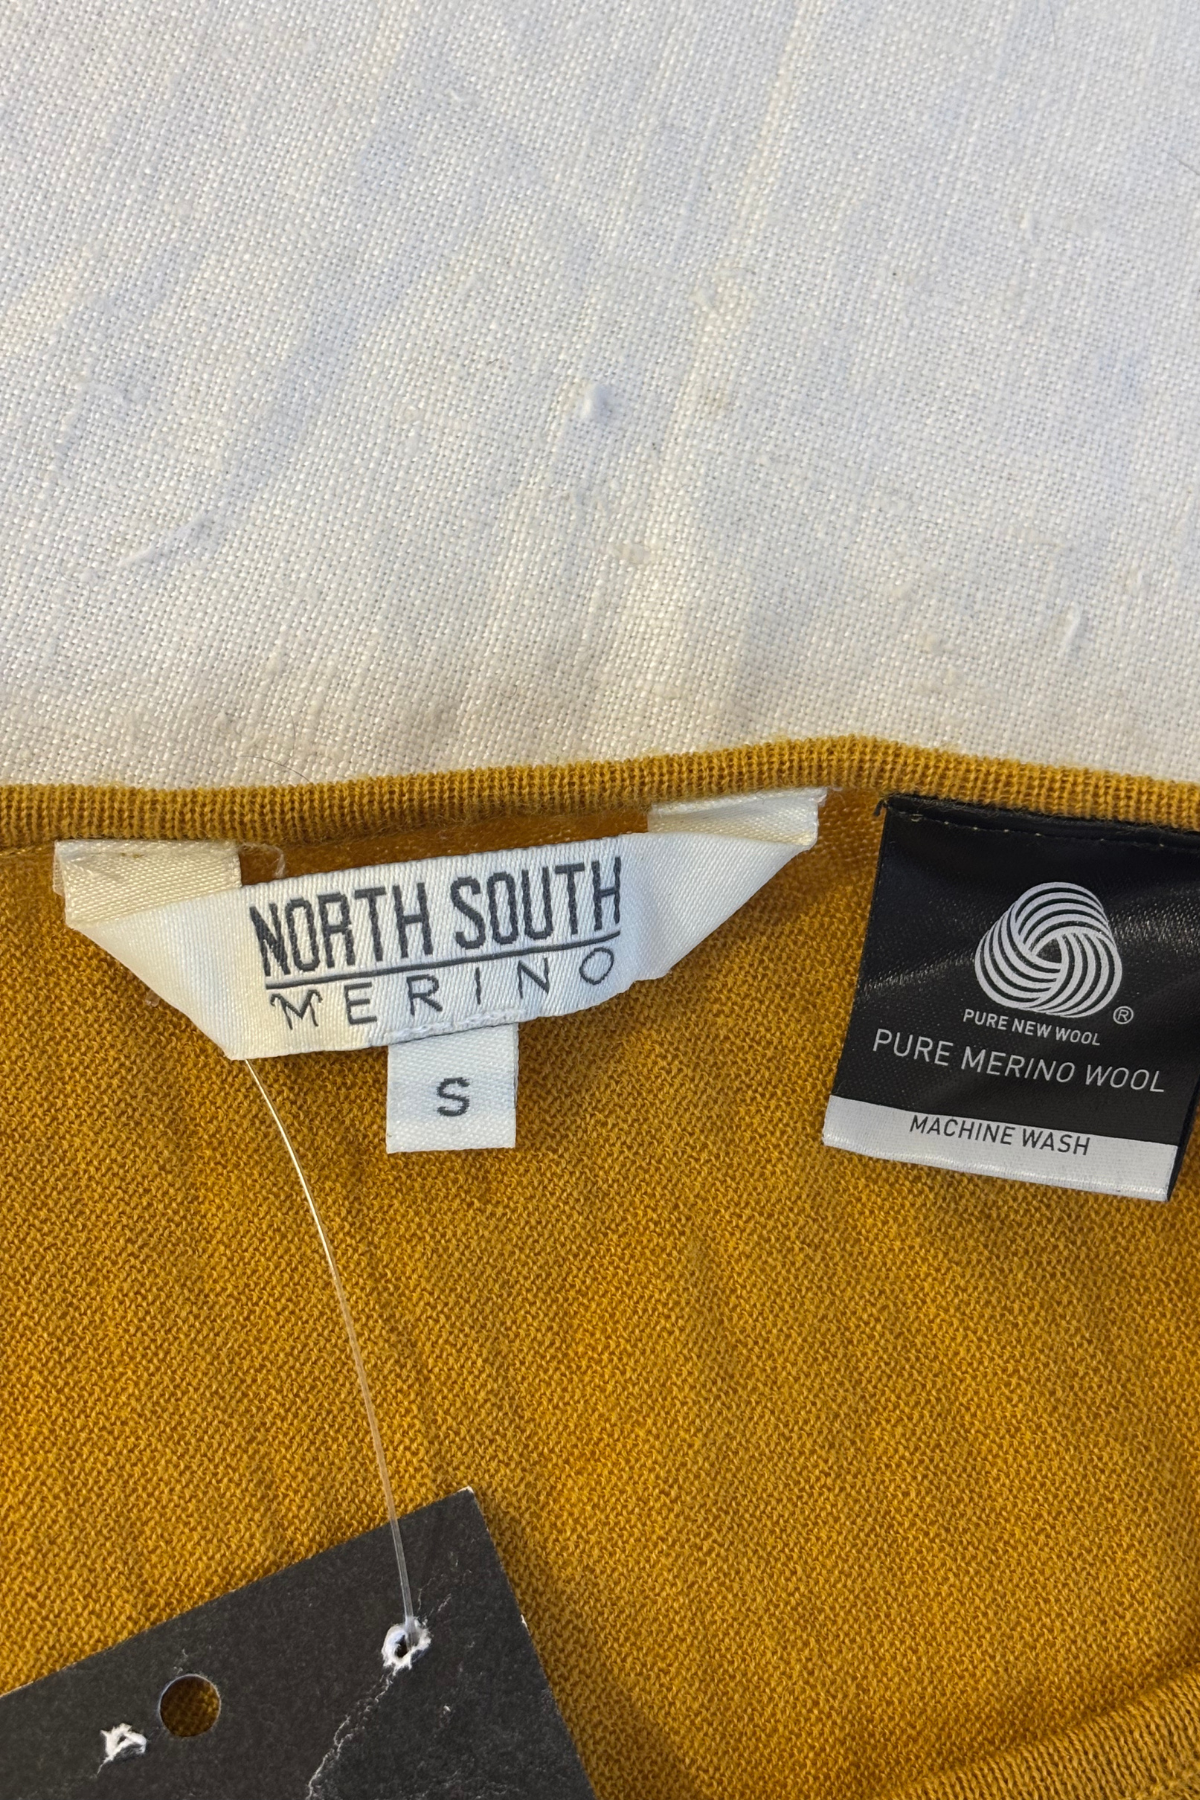 NORTH SOUTH
MERINO
S
®
PURE NEW WOOL
PURE MERINO WOOL
MACHINE WASH